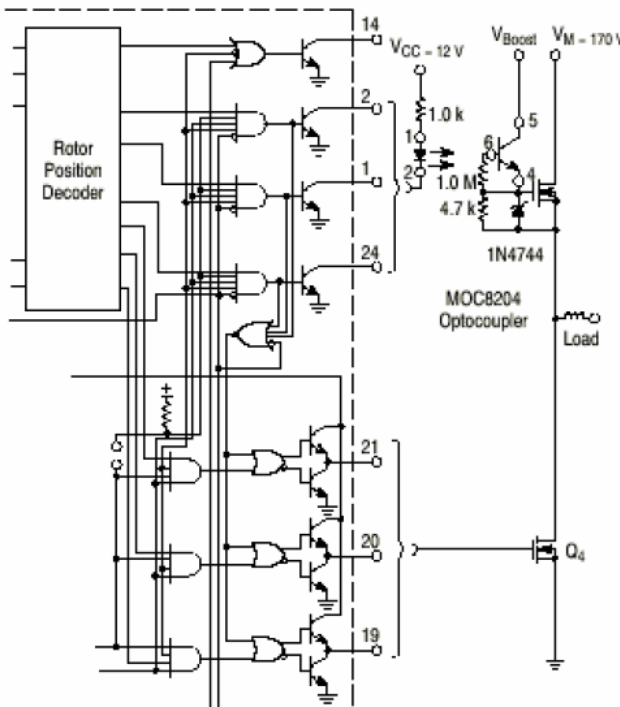 14
VCC – 12 V
VBoost
VM – 170 V
2
1.0 k
5
1
6
Rotor
Position
Decoder
1
2
4
1.0 M
4.7 k
24
1N4744
MOC8204
Optocoupler
Load
+
21
20
Q4
19